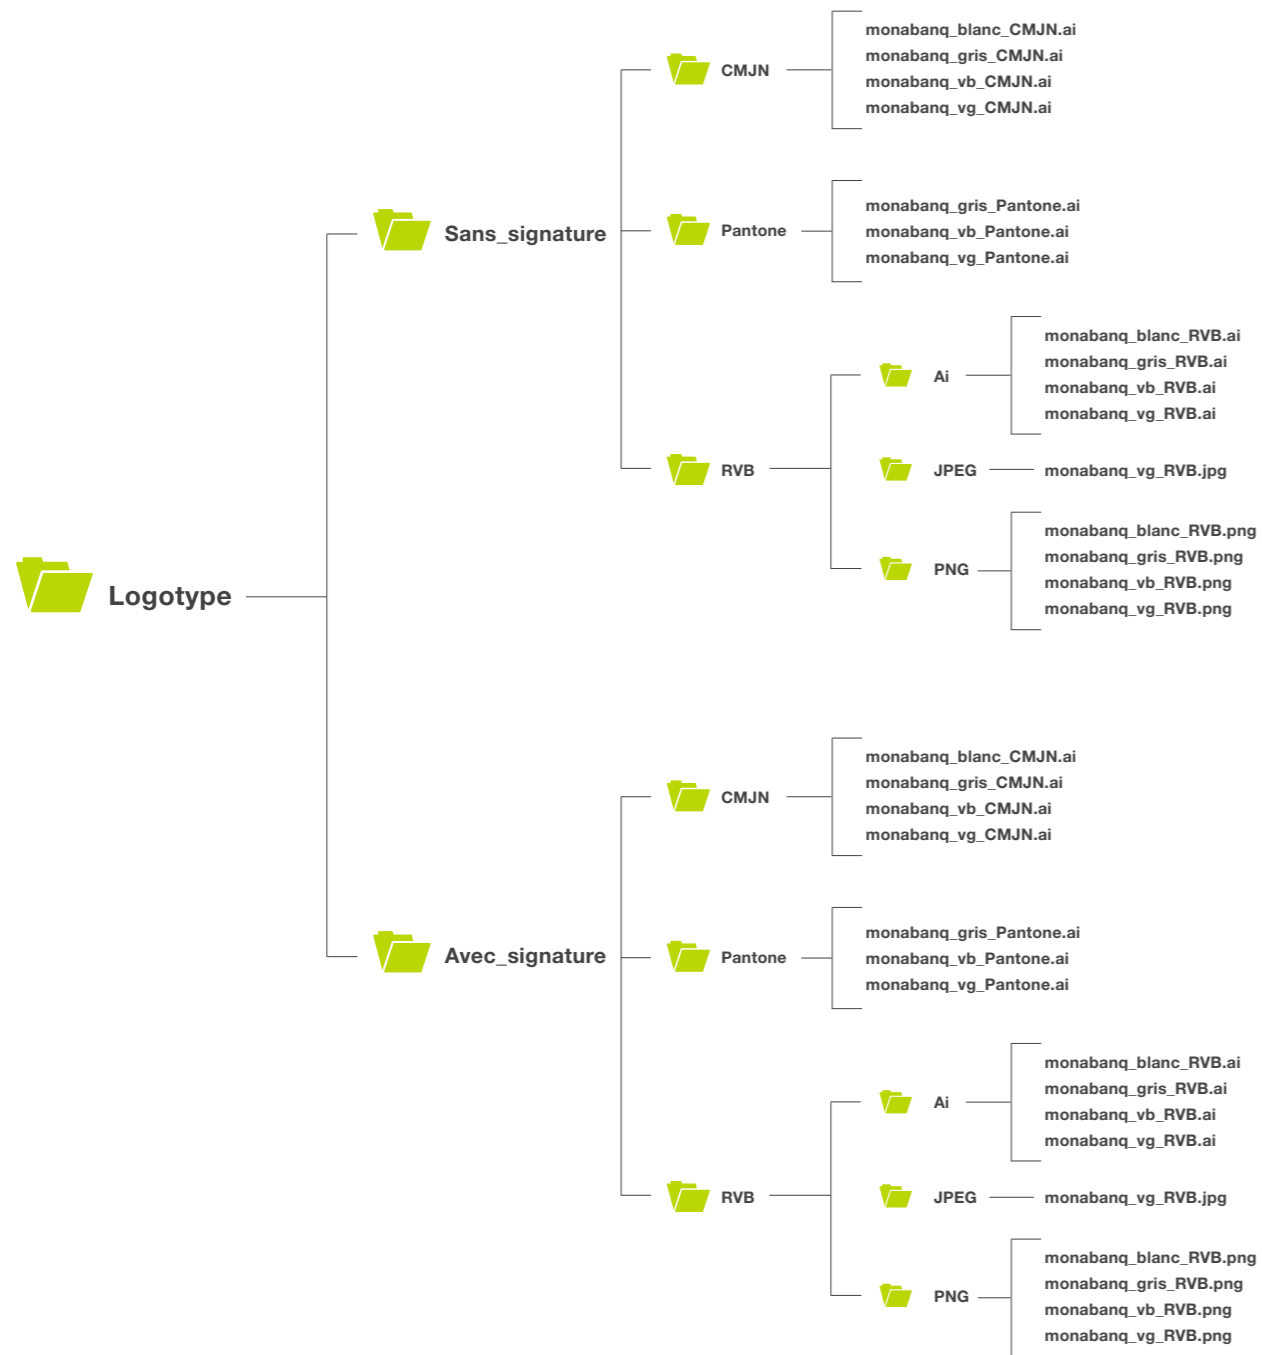 Logotype
Sans_signature
CMJN
monabanq_blanc_CMJN.ai
monabanq_gris_CMJN.ai
monabanq_vb_CMJN.ai
monabanq_vg_CMJN.ai
Pantone
monabanq_gris_Pantone.ai
monabanq_vb_Pantone.ai
monabanq_vg_Pantone.ai
RVB
Ai
monabanq_blanc_RVB.ai
monabanq_gris_RVB.ai
monabanq_vb_RVB.ai
monabanq_vg_RVB.ai
JPEG
monabanq_vg_RVB.jpg
PNG
monabanq_blanc_RVB.png
monabanq_gris_RVB.png
monabanq_vb_RVB.png
monabanq_vg_RVB.png
Avec_signature
CMJN
monabanq_blanc_CMJN.ai
monabanq_gris_CMJN.ai
monabanq_vb_CMJN.ai
monabanq_vg_CMJN.ai
Pantone
monabanq_gris_Pantone.ai
monabanq_vb_Pantone.ai
monabanq_vg_Pantone.ai
RVB
Ai
monabanq_blanc_RVB.ai
monabanq_gris_RVB.ai
monabanq_vb_RVB.ai
monabanq_vg_RVB.ai
JPEG
monabanq_vg_RVB.jpg
PNG
monabanq_blanc_RVB.png
monabanq_gris_RVB.png
monabanq_vb_RVB.png
monabanq_vg_RVB.png